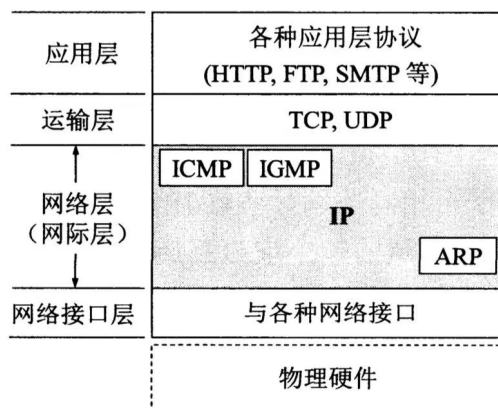 应用层
各种应用层协议
(HTTP, FTP, SMTP 等)
运输层
TCP, UDP
ICMP
IGMP
网络层
（网际层）
IP
ARP
网络接口层
与各种网络接口
物理硬件